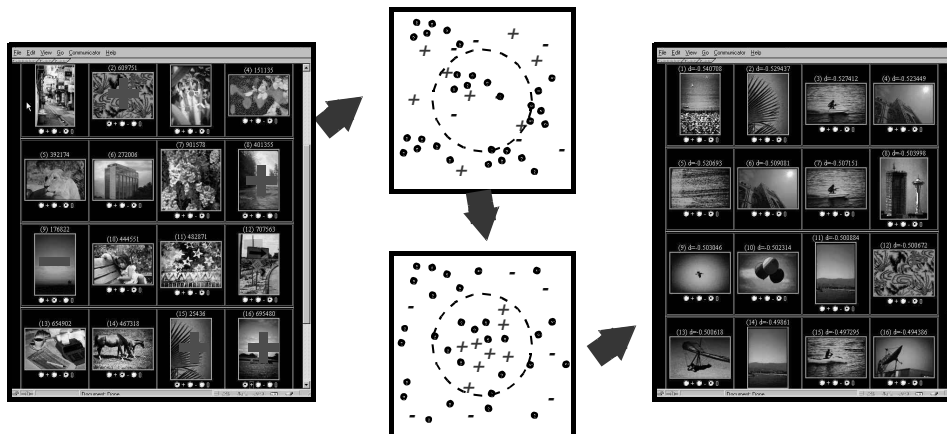 File Edit View Go Communicator Help
(2) 609751
(4) 151135
(5) 392174
(6) 272006
(7) 901578
(8) 401355
(9) 176822
(10) 444551
(11) 482871
(12) 707563
(13) 654902
(14) 467318
(15) 25436
(16) 695480
Document: Done
File Edit View Go Communicator Help
(1) d=-0.540708
(2) d=-0.529437
(3) d=-0.527412
(4) d=-0.523449
(5) d=-0.520693
(6) d=-0.509081
(7) d=-0.507151
(8) d=-0.503998
(9) d=-0.503046
(10) d=-0.502314
(11) d=-0.500884
(12) d=-0.500672
(13) d=-0.500618
(14) d=-0.49861
(15) d=-0.497295
(16) d=-0.494386
Document: Done